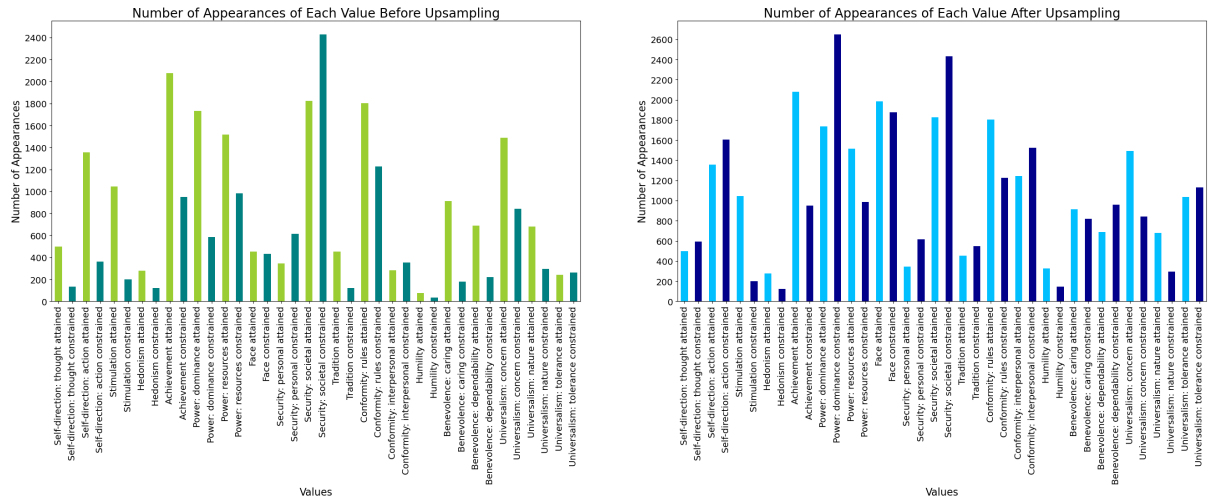 Number of Appearances of Each Value Before Upsampling
Number of Appearances
2400
2200
2000
1800
1600
1400
1200
1000
800
600
400
200
0
Self-direction: thought attained
Self-direction: thought constrained
Self-direction: action attained
Self-direction: action constrained
Stimulation attained
Stimulation constrained
Hedonism attained
Hedonism constrained
Achievement attained
Achievement constrained
Power: dominance attained
Power: dominance constrained
Power: resources attained
Power: resources constrained
Face attained
Face constrained
Security: personal attained
Security: personal constrained
Security: societal attained
Security: societal constrained
Tradition attained
Tradition constrained
Conformity: rules attained
Conformity: rules constrained
Conformity: interpersonal attained
Conformity: interpersonal constrained
Humility attained
Humility constrained
Benevolence: caring attained
Benevolence: caring constrained
Benevolence: dependability attained
Benevolence: dependability constrained
Universalism: concern attained
Universalism: concern constrained
Universalism: nature attained
Universalism: nature constrained
Universalism: tolerance attained
Universalism: tolerance constrained
Values
Number of Appearances of Each Value After Upsampling
Number of Appearances
2600
2400
2200
2000
1800
1600
1400
1200
1000
800
600
400
200
0
Self-direction: thought attained
Self-direction: thought constrained
Self-direction: action attained
Self-direction: action constrained
Stimulation attained
Stimulation constrained
Hedonism attained
Hedonism constrained
Achievement attained
Achievement constrained
Power: dominance attained
Power: dominance constrained
Power: resources attained
Power: resources constrained
Face attained
Face constrained
Security: personal attained
Security: personal constrained
Security: societal attained
Security: societal constrained
Tradition attained
Tradition constrained
Conformity: rules attained
Conformity: rules constrained
Conformity: interpersonal attained
Conformity: interpersonal constrained
Humility attained
Humility constrained
Benevolence: caring attained
Benevolence: caring constrained
Benevolence: dependability attained
Benevolence: dependability constrained
Universalism: concern attained
Universalism: concern constrained
Universalism: nature attained
Universalism: nature constrained
Universalism: tolerance attained
Universalism: tolerance constrained
Values